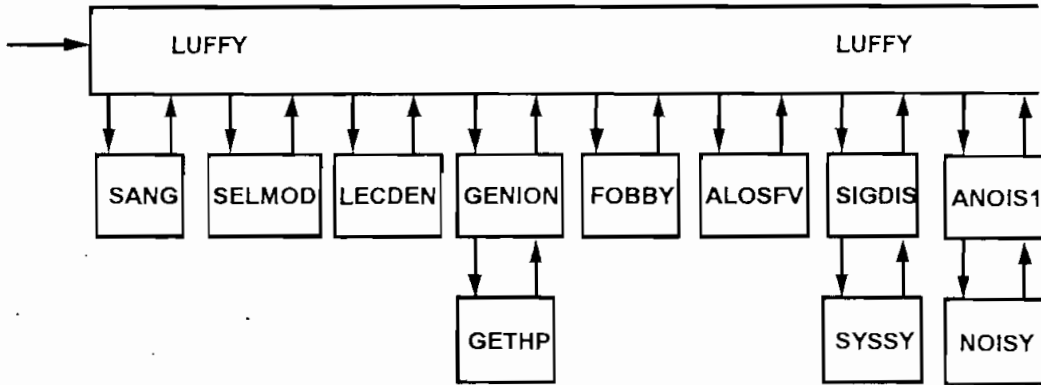 LUFFY LUFFY
SANG SELMOD LECDEN GENION FOBBY ALOSFV SIGDIS ANOIS1
GETHP SYSSY NOISY